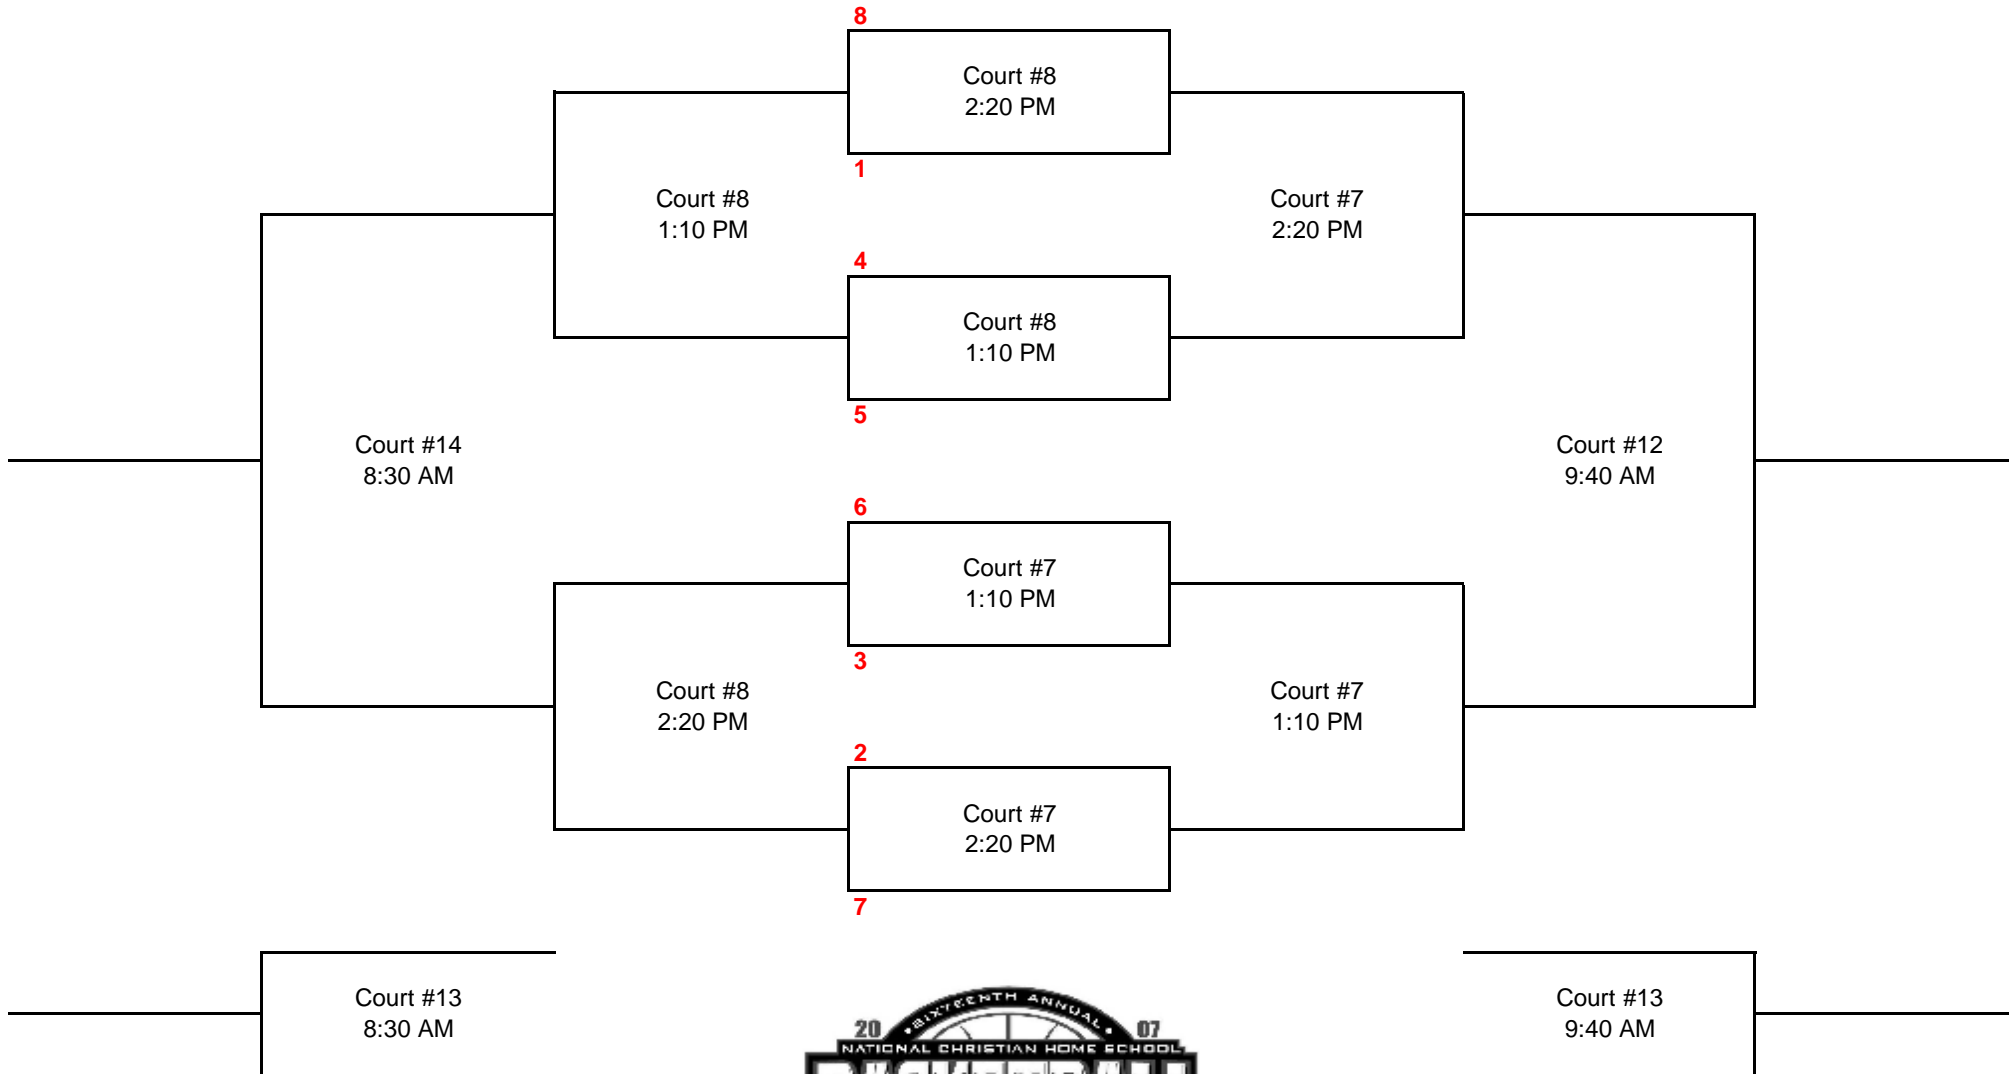 8
Court #8
2:20 PM
1
Court #8
1:10 PM
Court #7
2:20 PM
4
Court #8
1:10 PM
5
Court #14
8:30 AM
Court #12
9:40 AM
6
Court #7
1:10 PM
3
Court #8
2:20 PM
Court #7
1:10 PM
2
Court #7
2:20 PM
7
Court #13
8:30 AM
Court #13
9:40 AM
SIXTEENTH ANNUAL
20 07
NATIONAL CHRISTIAN HOME SCHOOL